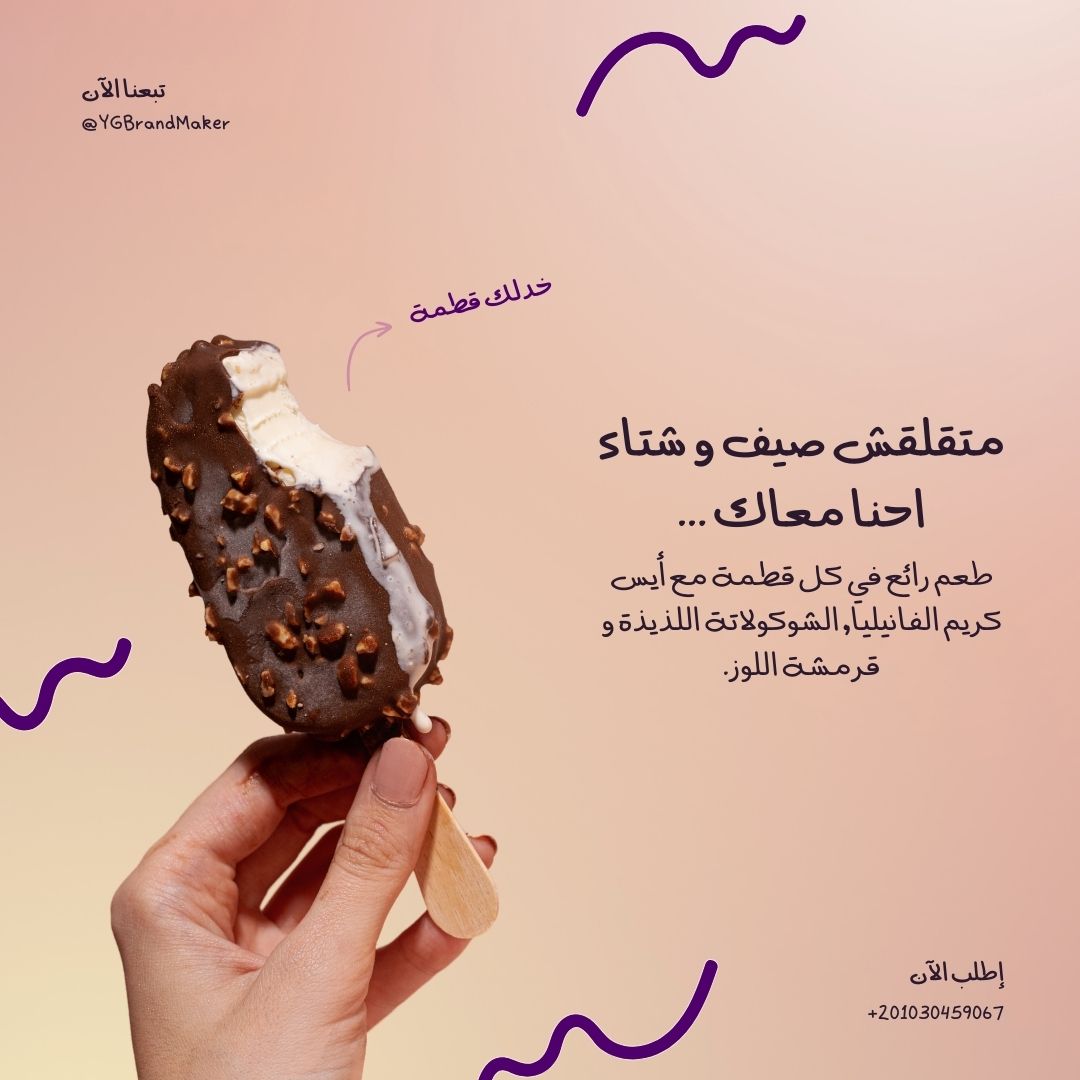 تبعنا الآن
@YGBrandMaker
خدلك قطمة
متقلقش صيف و شتاء
احنا معاك ...
طعم رائع في كل قطمة مع أيس
كريم الفانيليا, الشوكولاتة اللذيذة و
قرمشة اللوز.
إطلب الآن
+201030459067